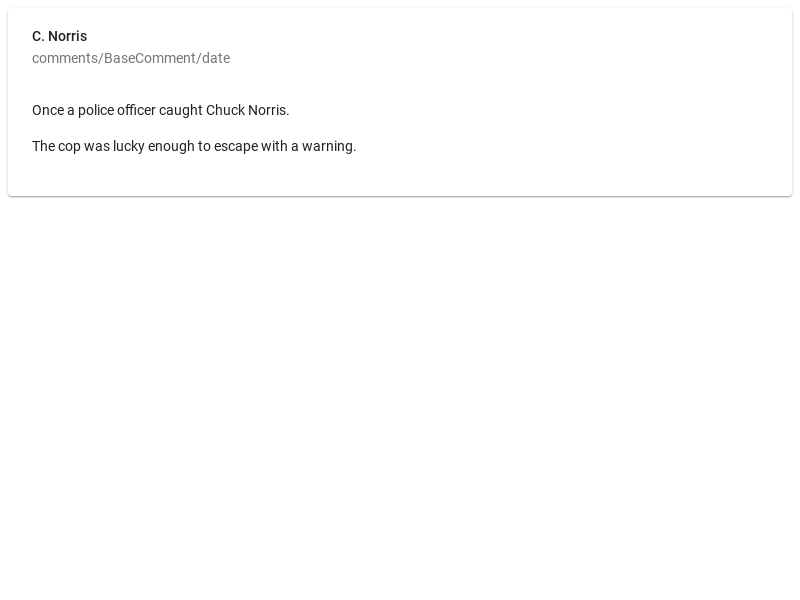 C. Norris
comments/BaseComment/date
Once a police officer caught Chuck Norris.
The cop was lucky enough to escape with a warning.